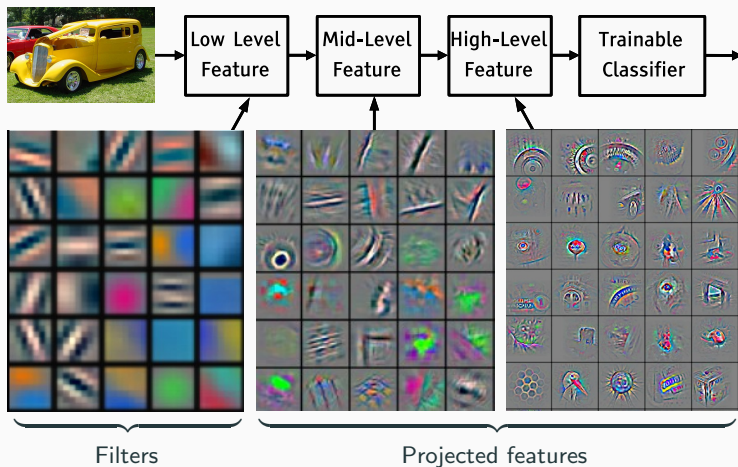 Low Level
Feature
Mid-Level
Feature
High-Level
Feature
Trainable
Classifier
Filters
Projected features